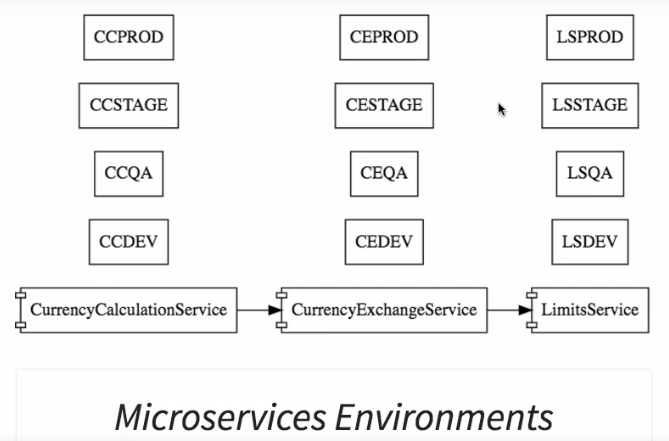 CCPROD CEPROD LSPROD
CCSTAGE CESTAGE LSSTAGE
CCQA CEQA LSQA
CCDEV CEDEV LSDEV
CurrencyCalculationService CurrencyExchangeService LimitsService
Microservices Environments